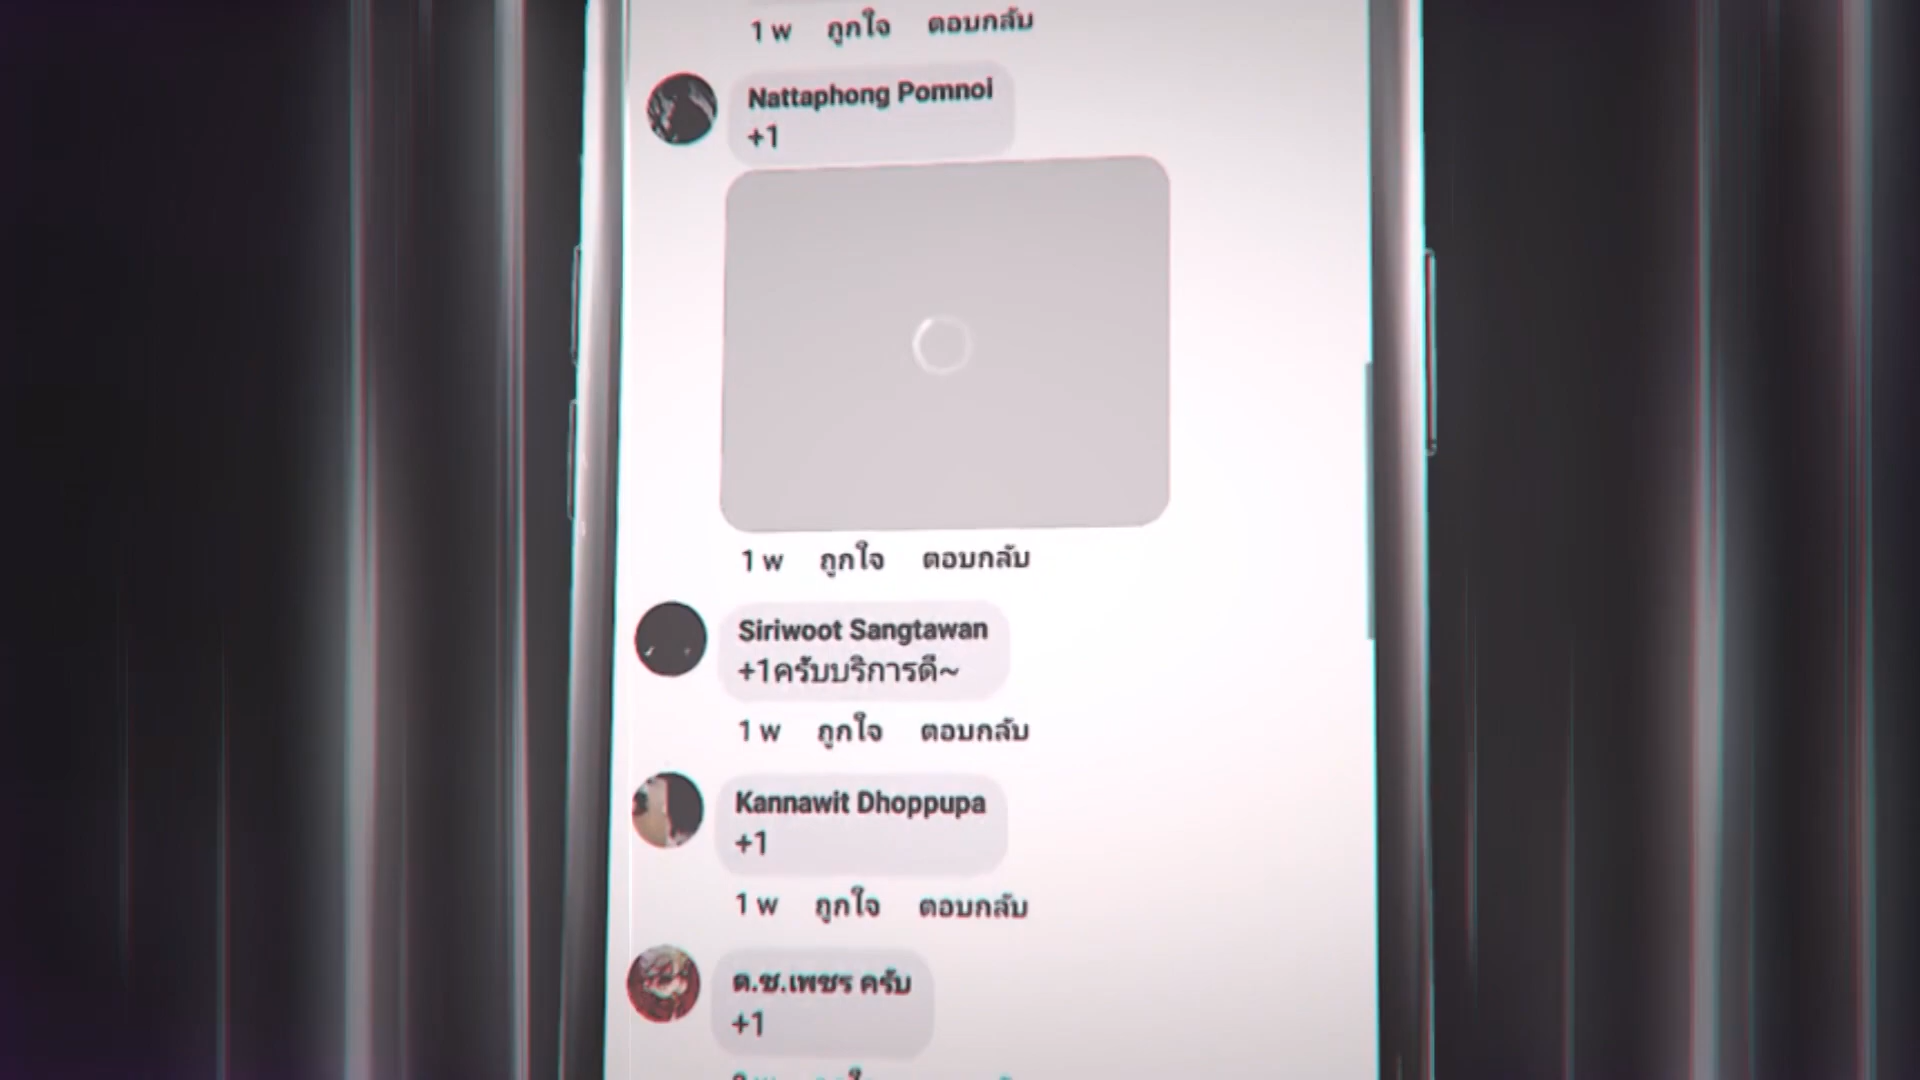 1 w ถูกใจ ตอบกลับ
Nattaphong Pomnoi
+1
1 w ถูกใจ ตอบกลับ
Siriwoot Sangtawan
+1ครับบริการดี~
1 w ถูกใจ ตอบกลับ
Kannawit Dhoppupa
+1
1 w ถูกใจ ตอบกลับ
ด.ช.เพชร ครับ
+1